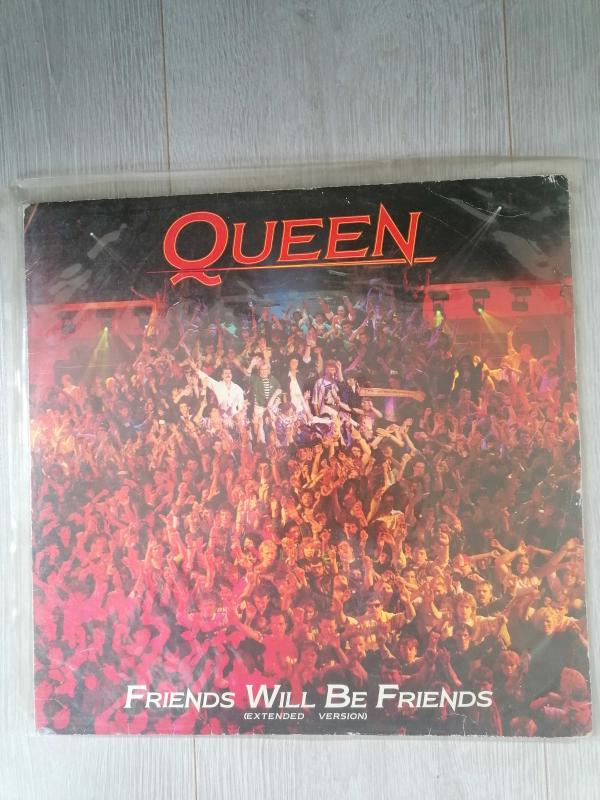 QUEEN
FRIENDS WILL BE FRIENDS
(EXTENDED VERSION)